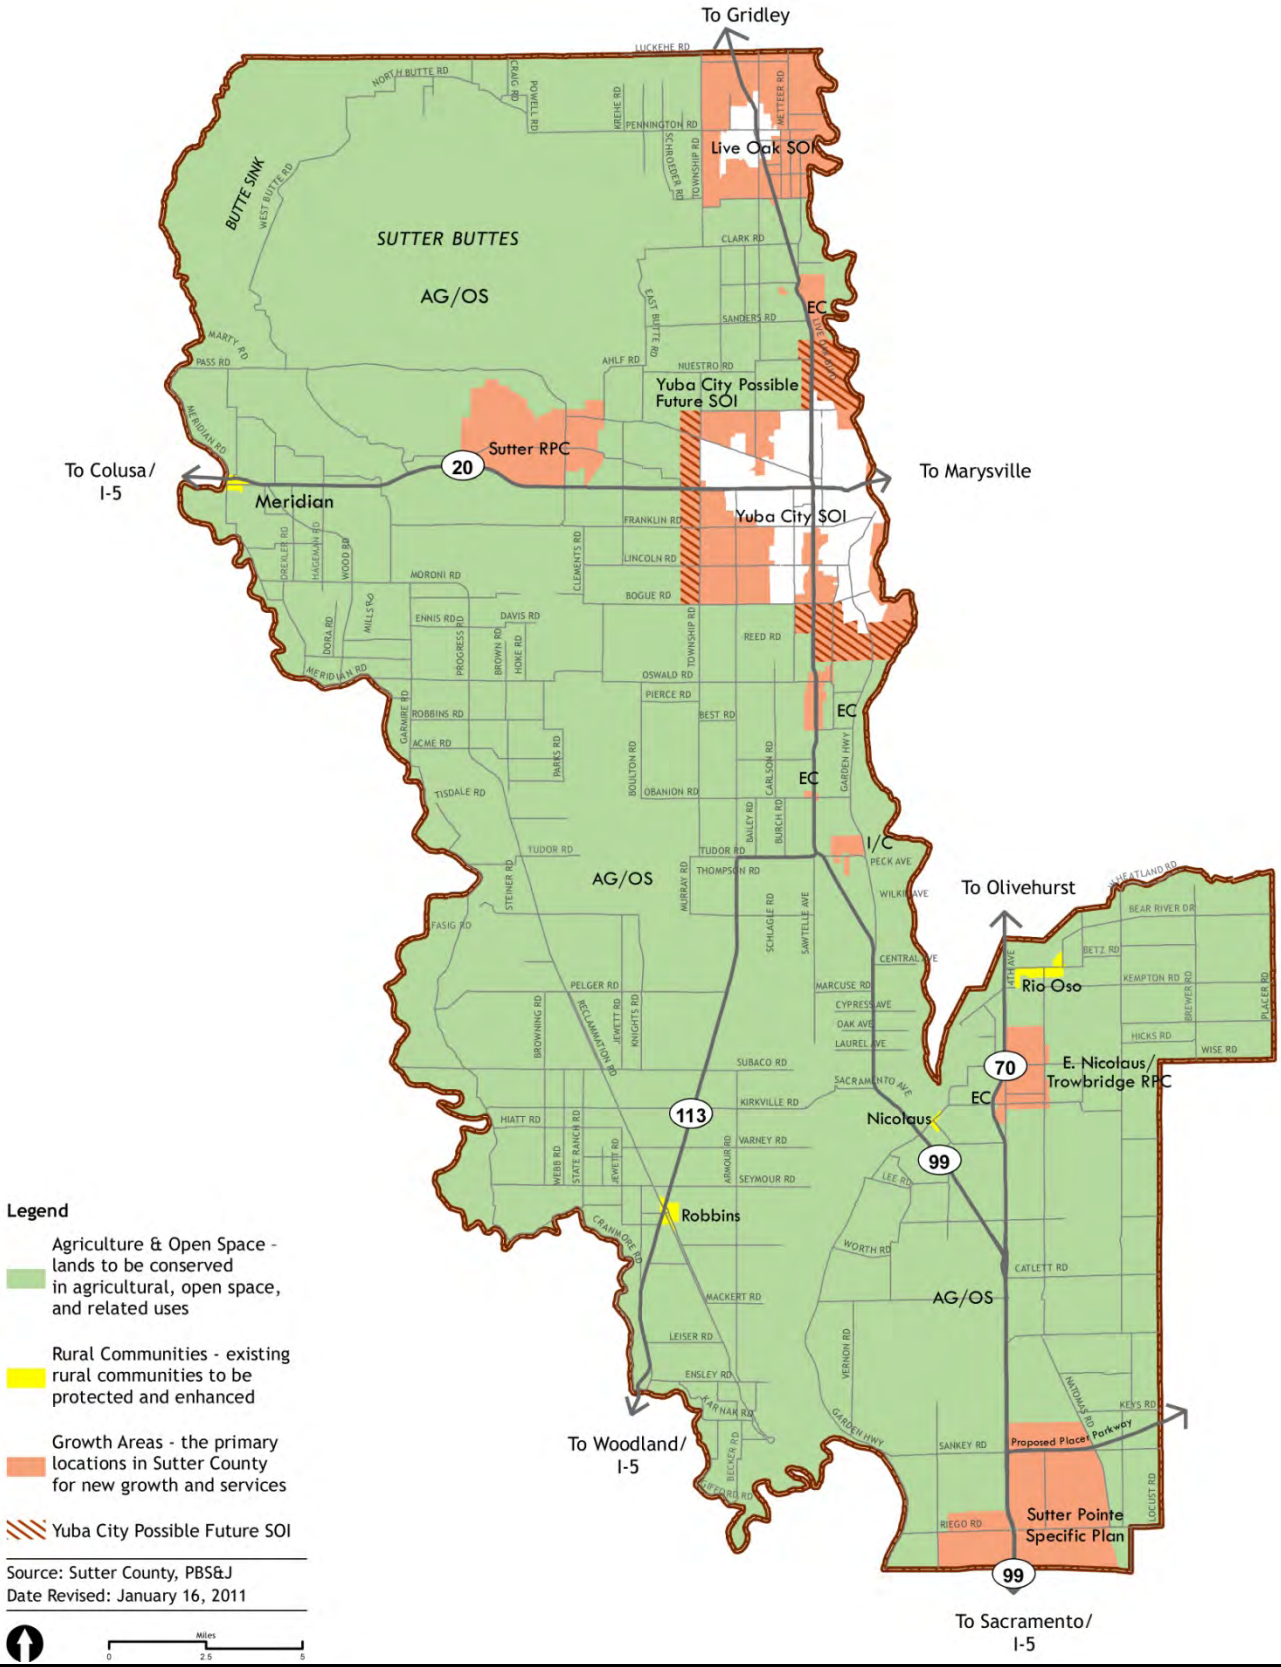 To Gridley
LUCKEHE RD
NORTH BUTTE RD
CRAIG RD
POWELL RD
KREHE RD
PENNINGTON RD
SCHROEDER RD
TOWNSHIP RD
METTEER RD
Live Oak SOI
BUTTE SINK
WEST BUTTE RD
SUTTER BUTTES
AG/OS
CLARK RD
EAST BUTTE RD
SANDERS RD
EC
MARTY RD
PASS RD
AHLF RD
NUESTRO RD
Yuba City Possible
Future SOI
MERIDIAN RD
Sutter RPC
20
To Colusa/
I-5
To Marysville
Meridian
Yuba City SOI
FRANKLIN RD
DREXLER RD
HAGEMAN RD
WOOD RD
CLEMENTS RD
LINCOLN RD
MORONI RD
BOGUE RD
DORA RD
MILLS RD
ENNIS RD
PROGRESS RD
DAVIS RD
BROWN RD
HOKE RD
TOWNSHIP RD
REED RD
MERIDIAN RD
OSWALD RD
PIERCE RD
GARMIRE RD
ROBBINS RD
BEST RD
EC
ACME RD
PARKS RD
BOULTON RD
CARLSON RD
GARDEN HWY
EC
TISDALE RD
OBANION RD
BAILEY RD
BURCH RD
I/C
TUDOR RD
TUDOR RD
PECK AVE
STEINER RD
AG/OS
MURRAY RD
THOMPSON RD
WILKIE AVE
To Olivehurst
WHEATLAND RD
FASIG RD
SCHLAGLE RD
SAWTELLE AVE
BEAR RIVER DR
CENTRAL AVE
4TH AVE
BETZ RD
PELGER RD
MARCUSE RD
Rio Oso
KEMPTON RD
BREWER RD
PLACER RD
BROWNING RD
RECLAMATION RD
JEWETT RD
KNIGHTS RD
CYPRESS AVE
OAK AVE
LAUREL AVE
HICKS RD
WISE RD
SUBACO RD
70
E. Nicolaus/
Trowbridge RPC
SACRAMENTO AVE
EC
113
KIRKVILLE RD
HIATT RD
Nicolaus
STATE RANCH RD
WEBB RD
JEWETT RD
ARMOUR RD
VARNEY RD
99
SEYMOUR RD
LEE RD
Robbins
CRANMORE RD
WORTH RD
CATLETT RD
MACKERT RD
AG/OS
LEISER RD
VERNON RD
ENSLEY RD
KARNAK RD
NATOMAS RD
KEYS RD
GARDEN HWY
To Woodland/
I-5
BECKER RD
SANKEY RD
Proposed Placer Parkway
GIFFORD RD
LOCUST RD
RIEGO RD
Sutter Pointe
Specific Plan
99
To Sacramento/
I-5
Legend
Agriculture & Open Space -
lands to be conserved
in agricultural, open space,
and related uses
Rural Communities - existing
rural communities to be
protected and enhanced
Growth Areas - the primary
locations in Sutter County
for new growth and services
Yuba City Possible Future SOI
Source: Sutter County, PBS&J
Date Revised: January 16, 2011
Miles
0 2.5 5